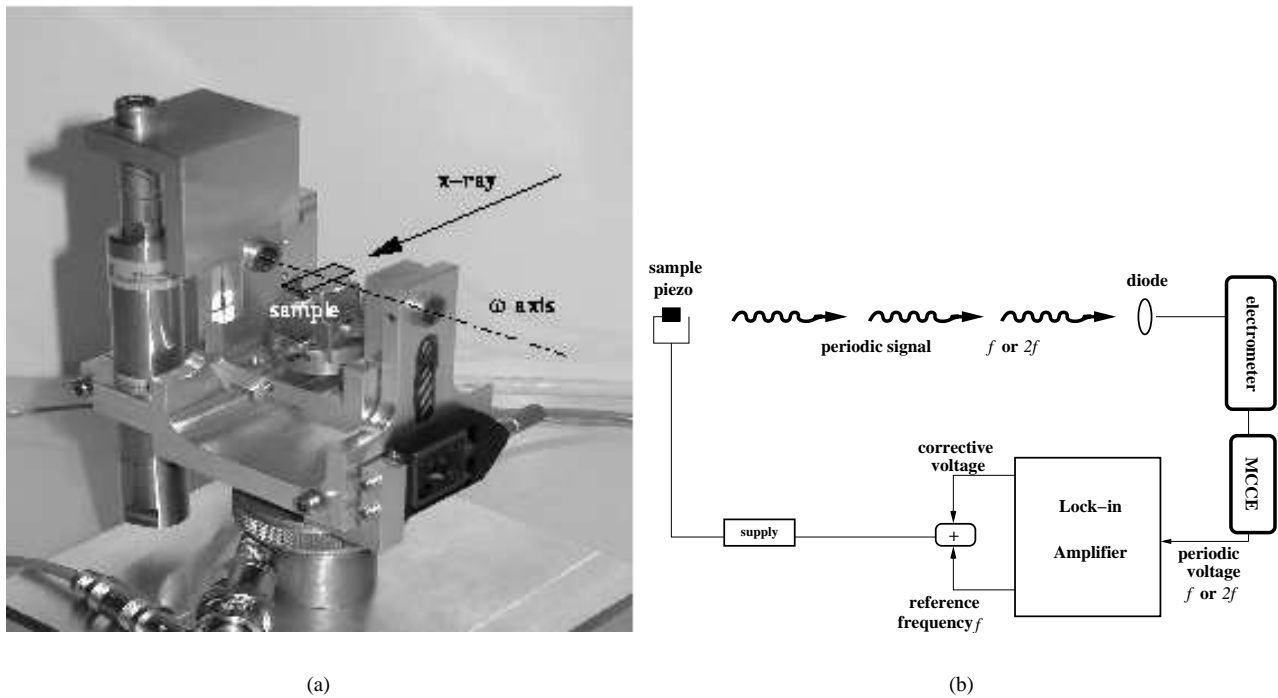 x-ray
sample
ω axis
(a)
sample
piezo
periodic signal
f or 2f
diode
electrometer
MCCE
periodic
voltage
f or 2f
Lock-in
Amplifier
corrective
voltage
+
reference
frequency f
supply
(b)